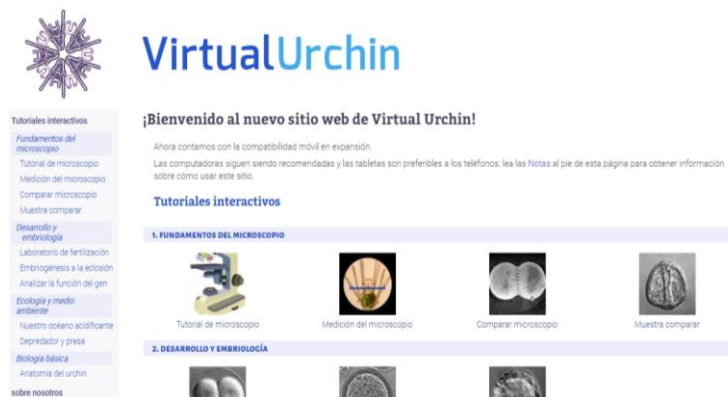 VirtualUrchin
Tutoriales interactivos
Fundamentos del
microscopio
Tutorial de microscopio
Medición del microscopio
Comparar microscopio
Muestra comparar
Desarrollo y
embriología
Laboratorio de fertilización
Embriogénesis a la eclosión
Analizar la función del gen
Ecología y medio
ambiente
Nuestro océano acidificante
Depredador y presa
Biología básica
Anatomía del urchin
sobre nosotros
¡Bienvenido al nuevo sitio web de Virtual Urchin!
Ahora contamos con la compatibilidad móvil en expansión.
Las computadoras siguen siendo recomendadas y las tabletas son preferibles a los teléfonos: lea las Notas al pie de esta página para obtener información
sobre cómo usar este sitio.
Tutoriales interactivos
1. FUNDAMENTOS DEL MICROSCOPIO
Tutorial de microscopio
Medición del microscopio
Comparar microscopio
Muestra comparar
2. DESARROLLO Y EMBRIOLOGÍA